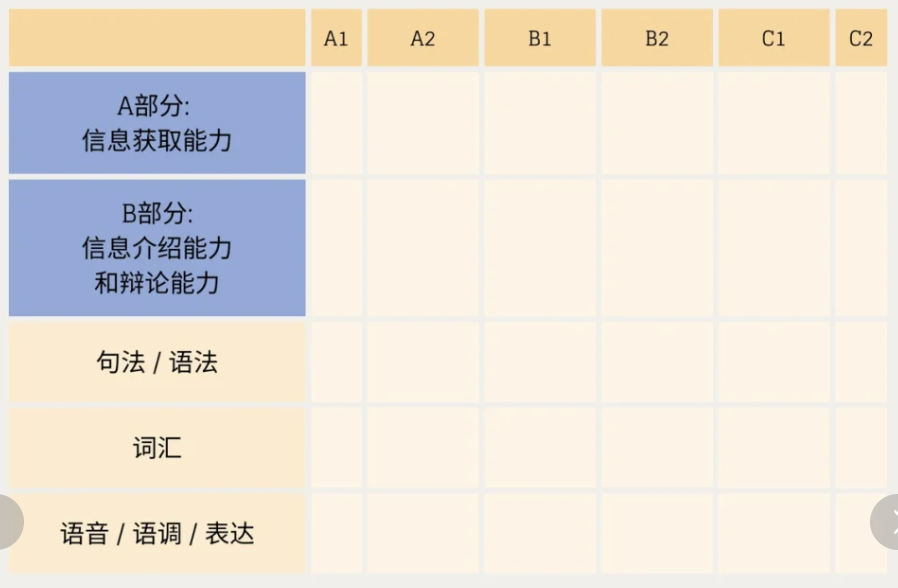 A1 A2 B1 B2 C1 C2
A部分:
信息获取能力
B部分:
信息介绍能力
和辩论能力
句法 / 语法
词汇
语音 / 语调 / 表达